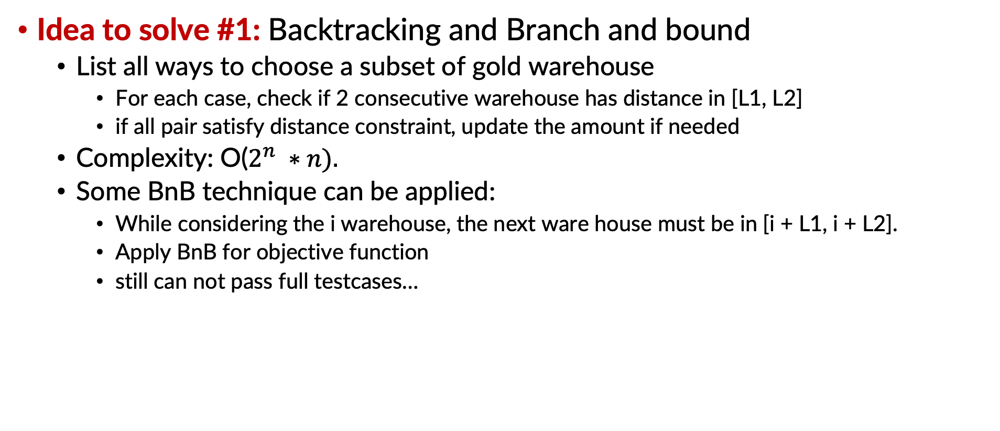 • Idea to solve #1: Backtracking and Branch and bound
• List all ways to choose a subset of gold warehouse
• For each case, check if 2 consecutive warehouse has distance in [L1, L2]
• if all pair satisfy distance constraint, update the amount if needed
• Complexity: O(2ⁿ * n).
• Some BnB technique can be applied:
• While considering the i warehouse, the next ware house must be in [i + L1, i + L2].
• Apply BnB for objective function
• still can not pass full testcases...